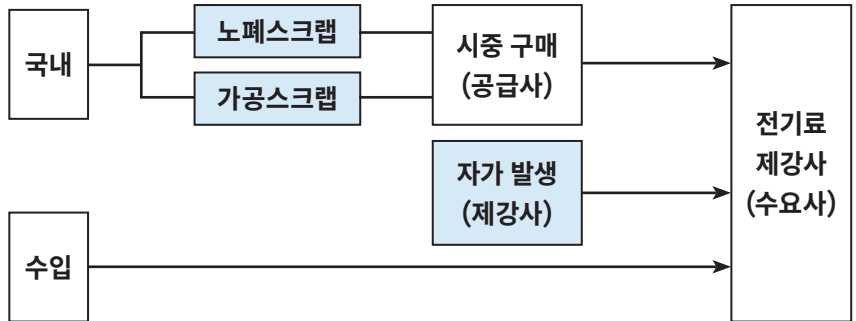 국내
노폐스크랩
가공스크랩
시중 구매
(공급사)
자가 발생
(제강사)
수입
전기료
제강사
(수요사)